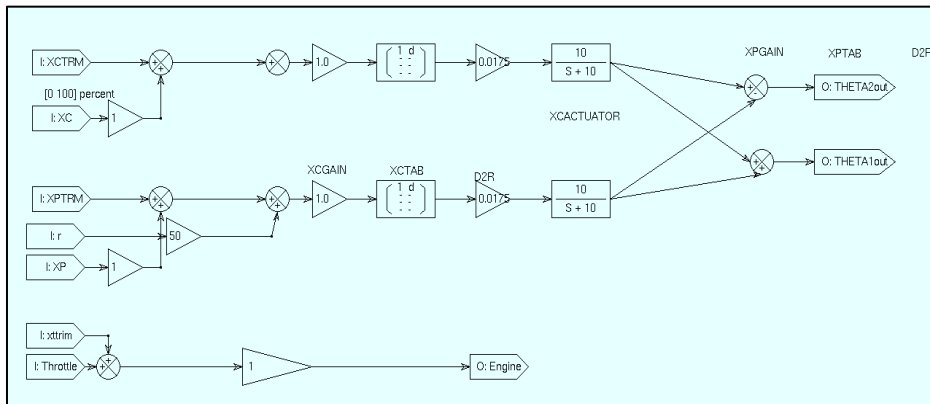 I: XCTRM
1.0
( 1 d )
0.0175
10
S + 10
XPGAIN
XPTAB
D2R
O: THETA2out
[0 100] percent
I: XC
1
XCACTUATOR
O: THETA1out
XCGAIN
XCTAB
D2R
I: XPTRM
1.0
( 1 d )
0.0175
10
S + 10
I: r
50
I: XP
1
I: xttrim
I: Throttle
1
O: Engine